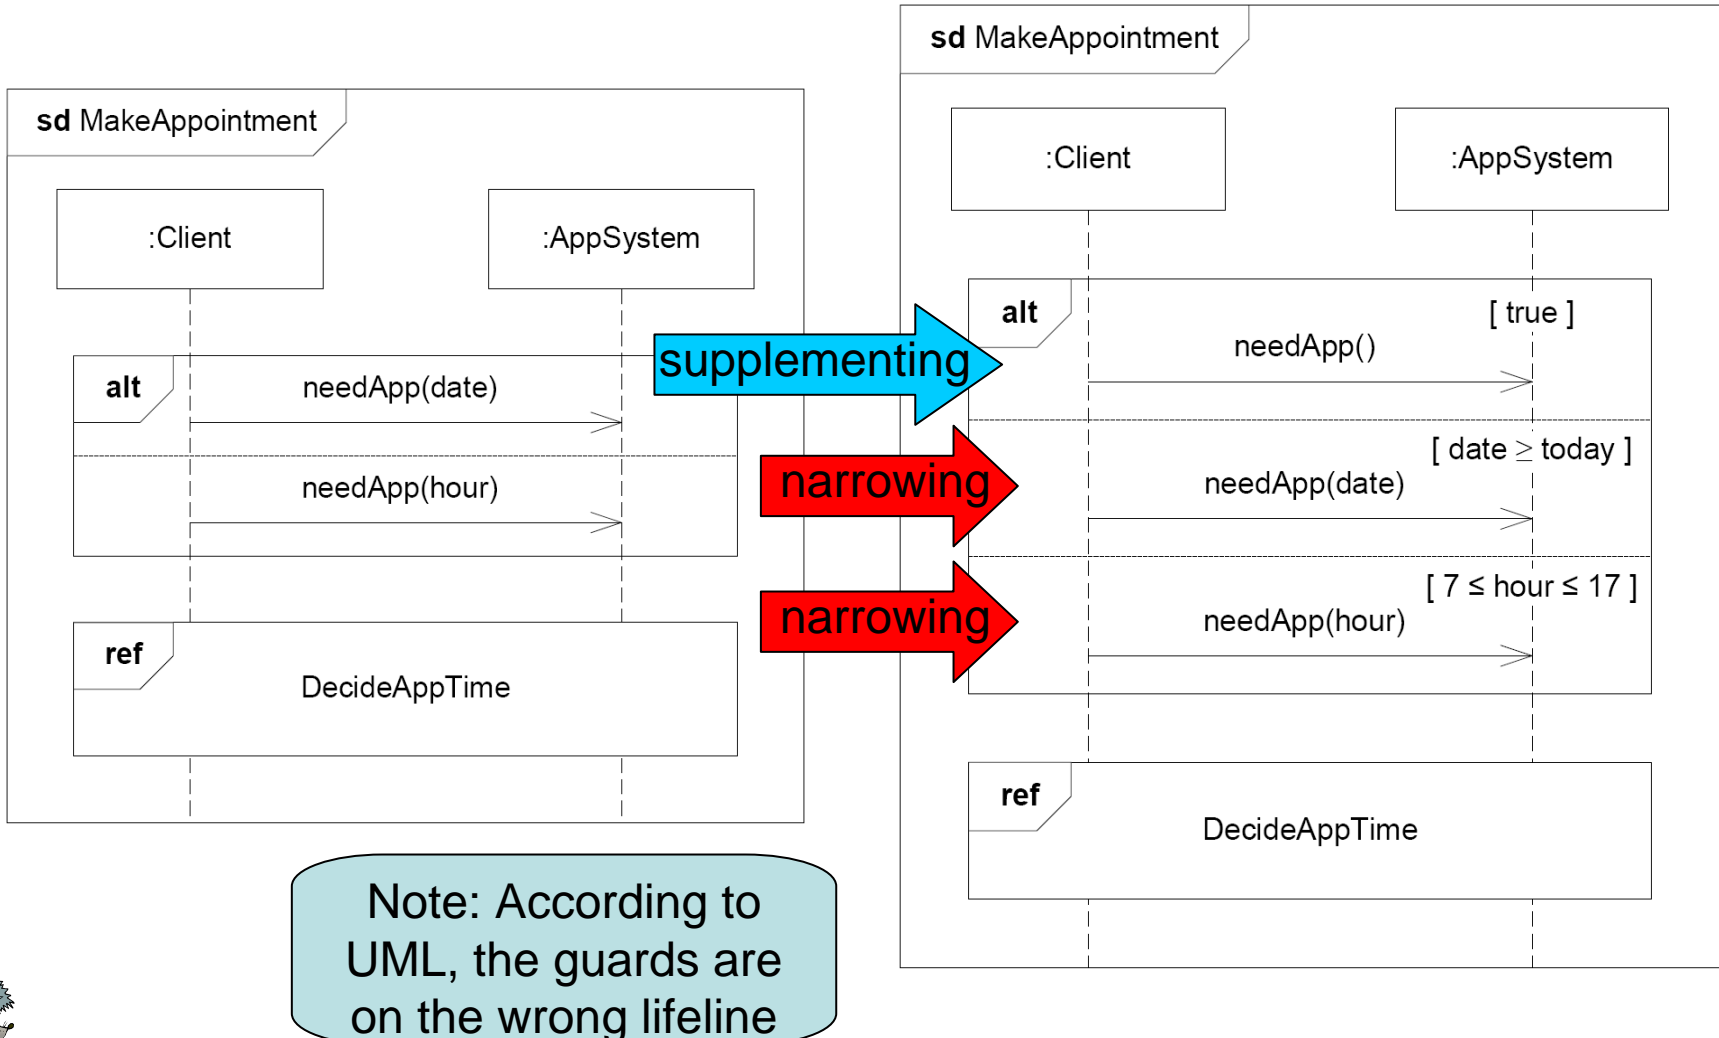 sd MakeAppointment
:Client
:AppSystem
alt
needApp(date)
needApp(hour)
ref
DecideAppTime
supplementing
narrowing
narrowing
sd MakeAppointment
:Client
:AppSystem
alt
[ true ]
needApp()
[ date ≥ today ]
needApp(date)
[ 7 ≤ hour ≤ 17 ]
needApp(hour)
ref
DecideAppTime
Note: According to
UML, the guards are
on the wrong lifeline